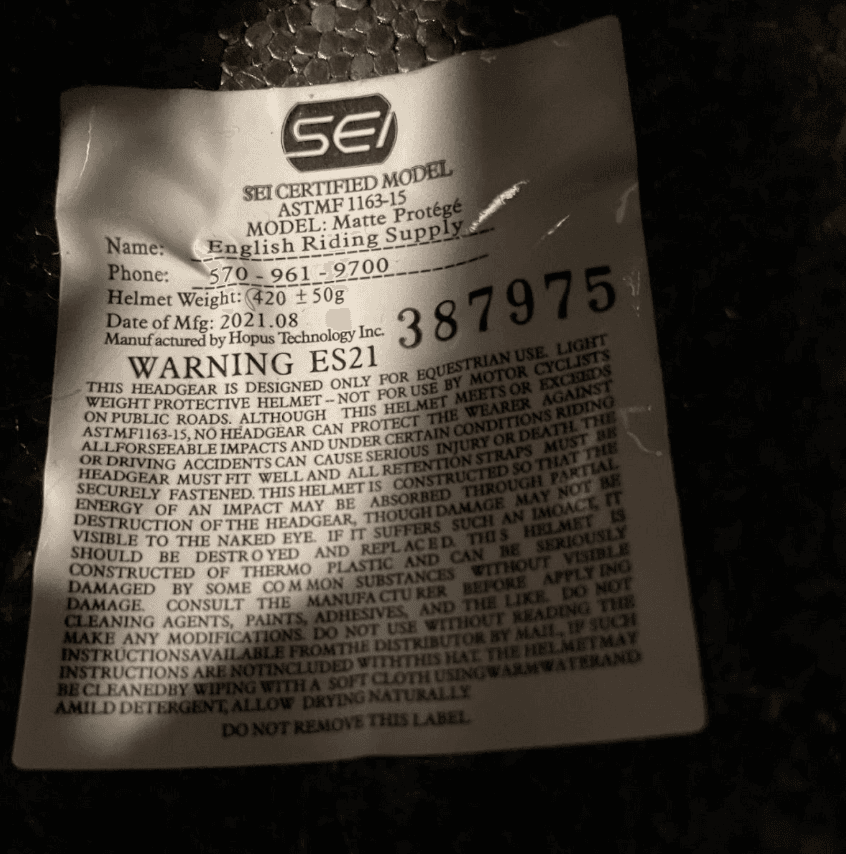 SEI
SEI CERTIFIED MODEL
ASTMF 1163-15
MODEL: Matte Protégé
Name: English Riding Supply
Phone: 570 - 961 - 9700
Helmet Weight: 420 ± 50g
Date of Mfg: 2021.08
Manufactured by Hopus Technology Inc.
387975
WARNING ES21
THIS HEADGEAR IS DESIGNED ONLY FOR EQUESTRIAN USE. LIGHT
WEIGHT PROTECTIVE HELMET -- NOT FOR USE BY MOTOR CYCLISTS
ON PUBLIC ROADS. ALTHOUGH THIS HELMET MEETS OR EXCEEDS
ASTMF1163-15, NO HEADGEAR CAN PROTECT THE WEARER AGAINST
ALLFORSEEABLE IMPACTS AND UNDER CERTAIN CONDITIONS RIDING
OR DRIVING ACCIDENTS CAN CAUSE SERIOUS INJURY OR DEATH. THE
HEADGEAR MUST FIT WELL AND ALL RETENTION STRAPS MUST BE
SECURELY FASTENED. THIS HELMET IS CONSTRUCTED SO THAT THE
ENERGY OF AN IMPACT MAY BE ABSORBED THROUGH PARTIAL
DESTRUCTION OF THE HEADGEAR, THOUGH DAMAGE MAY NOT BE
VISIBLE TO THE NAKED EYE. IF IT SUFFERS SUCH AN IMOACT, IT
SHOULD BE DESTROYED AND REPLACED. THIS HELMET IS
CONSTRUCTED OF THERMO PLASTIC AND CAN BE SERIOUSLY
DAMAGED BY SOME COMMON SUBSTANCES WITHOUT VISIBLE
DAMAGE. CONSULT THE MANUFACTURER BEFORE APPLYING
CLEANING AGENTS, PAINTS, ADHESIVES, AND THE LIKE. DO NOT
MAKE ANY MODIFICATIONS. DO NOT USE WITHOUT READING THE
INSTRUCTIONSAVAILABLE FROMTHE DISTRIBUTOR BY MAIL, IF SUCH
INSTRUCTIONS ARE NOTINCLUDED WITHTHIS HAT. THE HELMETMAY
BE CLEANEDBY WIPING WITH A SOFT CLOTH USINGWARMWATERAND
AMILD DETERGENT, ALLOW DRYING NATURALLY
DO NOT REMOVE THIS LABEL